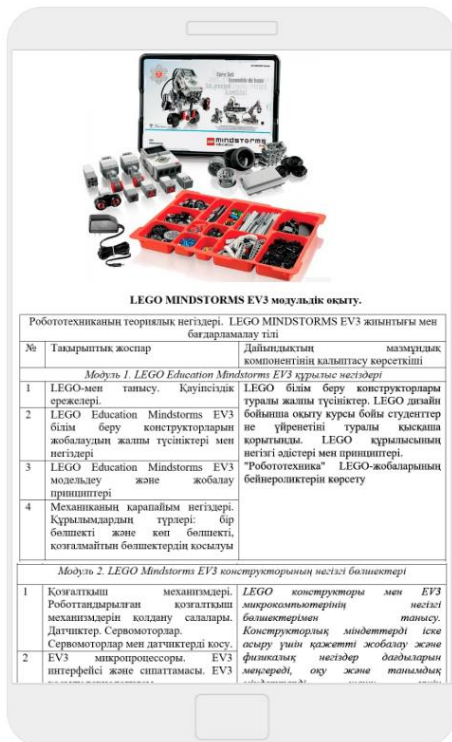 Core Set
mindstorms
education
LEGO MINDSTORMS EV3 модульдік оқыту.
Робототехниканың теориялық негіздері. LEGO MINDSTORMS EV3 жиынтығы мен
бағдарламалау тілі
№ Тақырыптық жоспар
Дайындықтың мазмұндық
компонентінің қалыптасу көрсеткіші
Модуль 1. LEGO Education Mindstorms EV3 құрылыс негіздері
1 LEGO-мен танысу. Қауіпсіздік
ережелері.
2 LEGO Education Mindstorms EV3
білім беру конструкторларын
жобалаудың жалпы түсініктері мен
негіздері
3 LEGO Education Mindstorms EV3
модельдеу және жобалау
принциптері
4 Механиканың қарапайым негіздері.
Құрылымдардың түрлері: бір
бөлшекті және көп бөлшекті,
қозғалмайтын бөлшектердің қосылуы
LEGO білім беру конструкторлары
туралы жалпы түсініктер. LEGO дизайн
бойынша оқыту курсы бойы студенттер
не үйренетіні туралы қысқаша
қорытынды. LEGO құрылысының
негізгі әдістері мен принциптері.
"Робототехника" LEGO-жобаларының
бейнероликтерін көрсету
Модуль 2. LEGO Mindstorms EV3 конструкторының негізгі бөлшектері
1 Қозғалтқыш механизмдері.
Роботтандырылған қозғалтқыш
механизмдерін қолдану салалары.
Датчиктер. Сервомоторлар.
Сервомоторлар мен датчиктерді қосу.
2 EV3 микропроцессоры. EV3
интерфейсі және сипаттамасы. EV3
LEGO конструкторы мен EV3
микрокомпьютерінің негізгі
бөлшектерімен танысу.
Конструкторлық міндеттерді іске
асыру үшін қажетті жобалау және
физикалық негіздер дағдыларын
меңгереді, оқу және танымдық